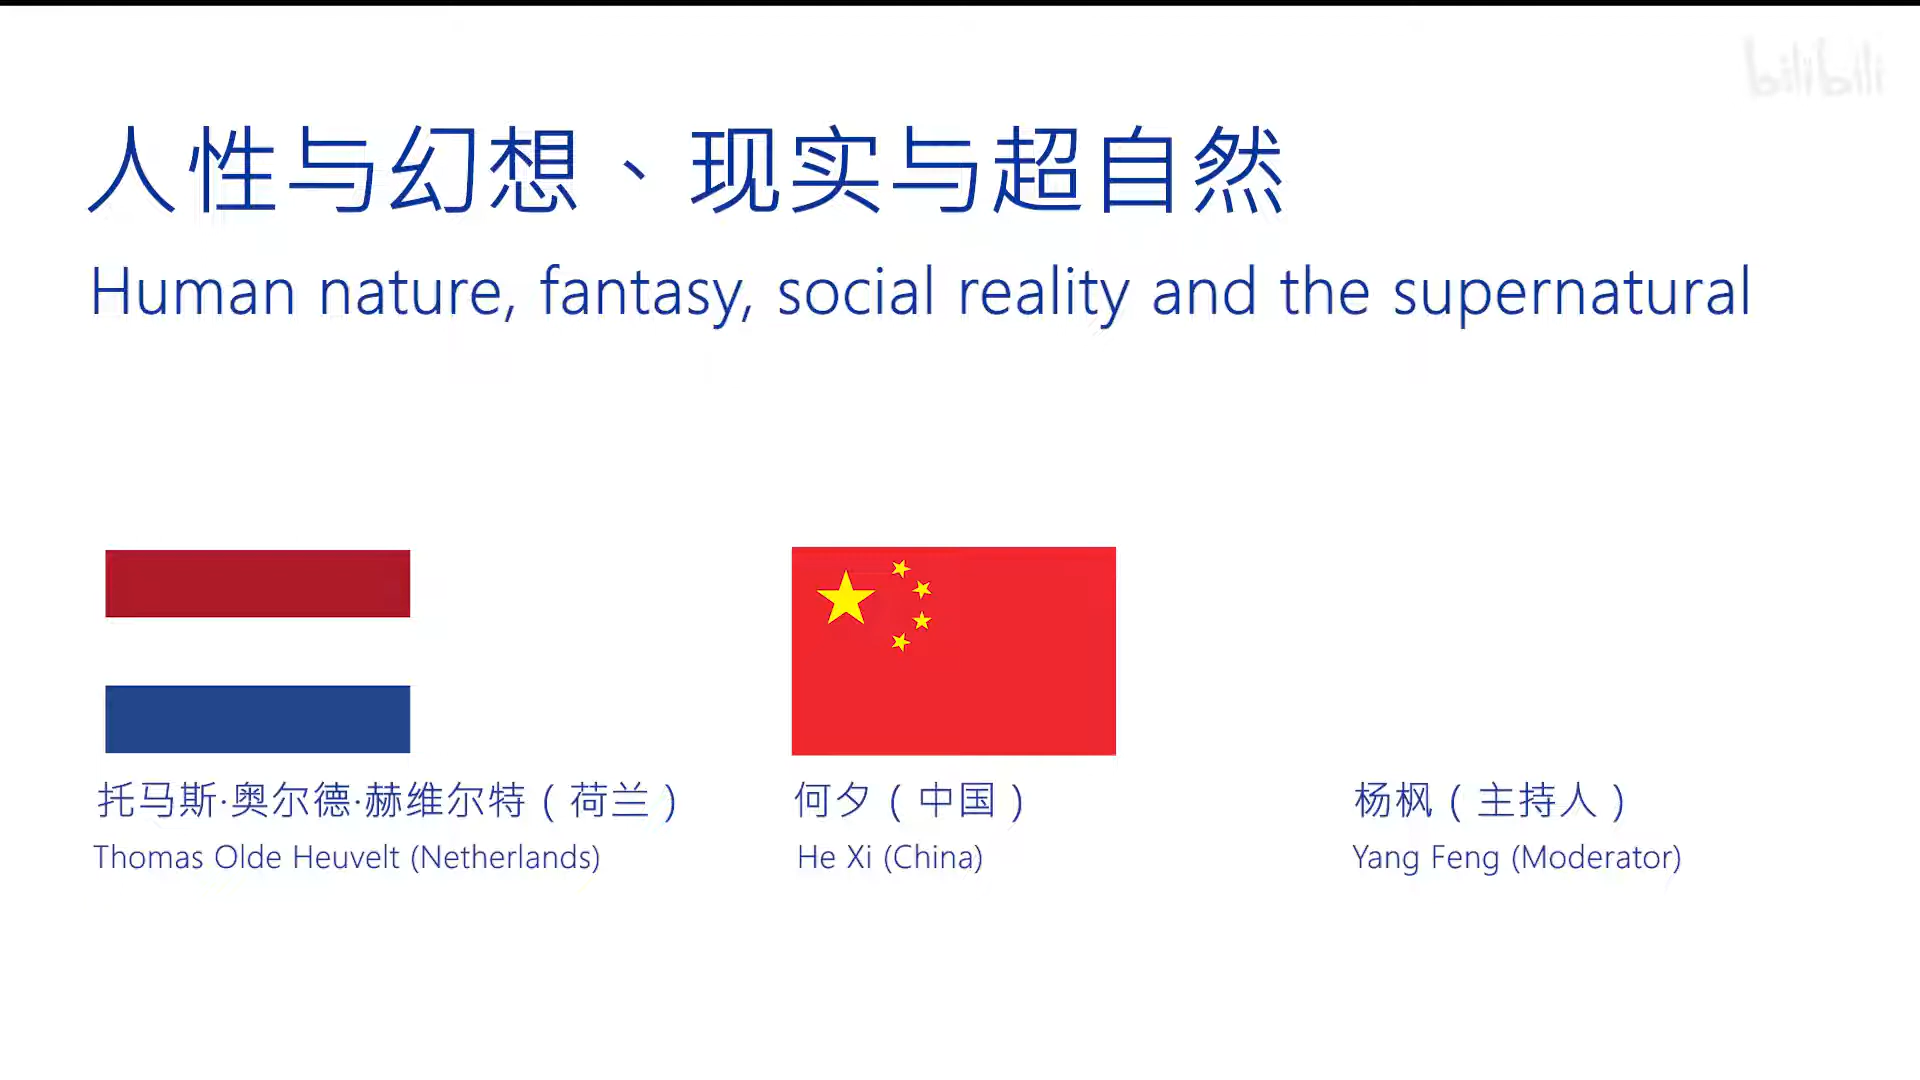 bilibili
人性与幻想、现实与超自然
Human nature, fantasy, social reality and the supernatural
托马斯·奥尔德·赫维尔特（荷兰）
Thomas Olde Heuvelt (Netherlands)
何夕（中国）
He Xi (China)
杨枫（主持人）
Yang Feng (Moderator)